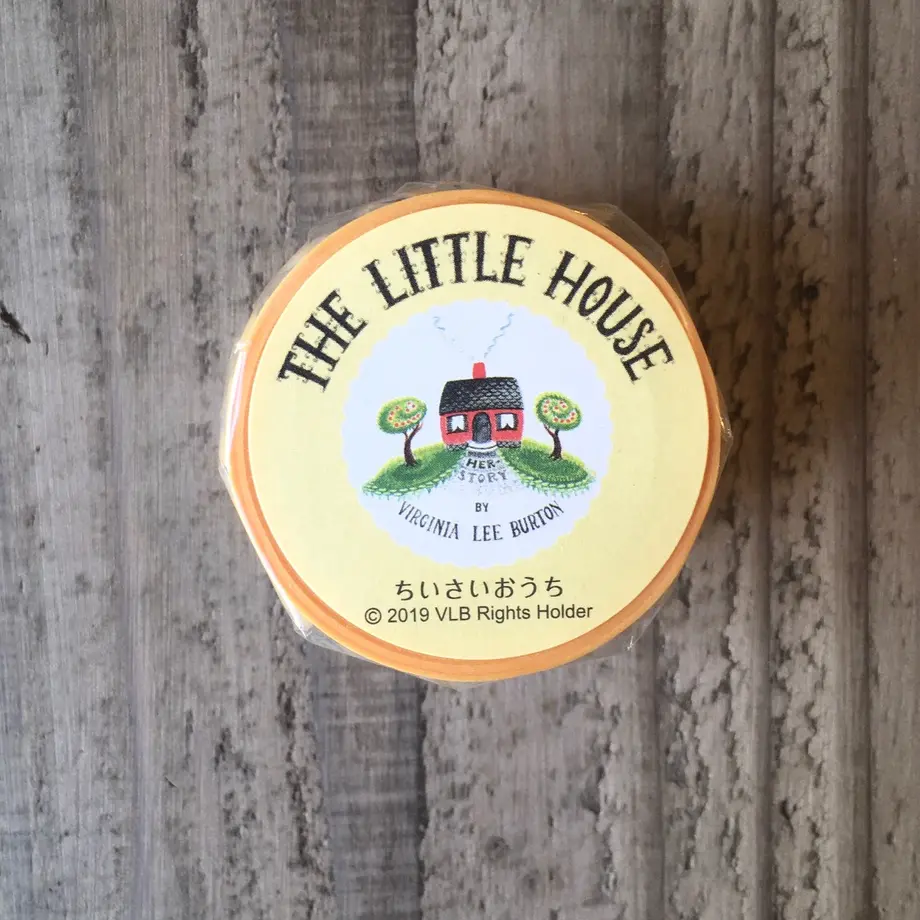 THE LITTLE HOUSE
HER-
STORY
BY
VIRGINIA LEE BURTON
ちいさいおうち
© 2019 VLB Rights Holder